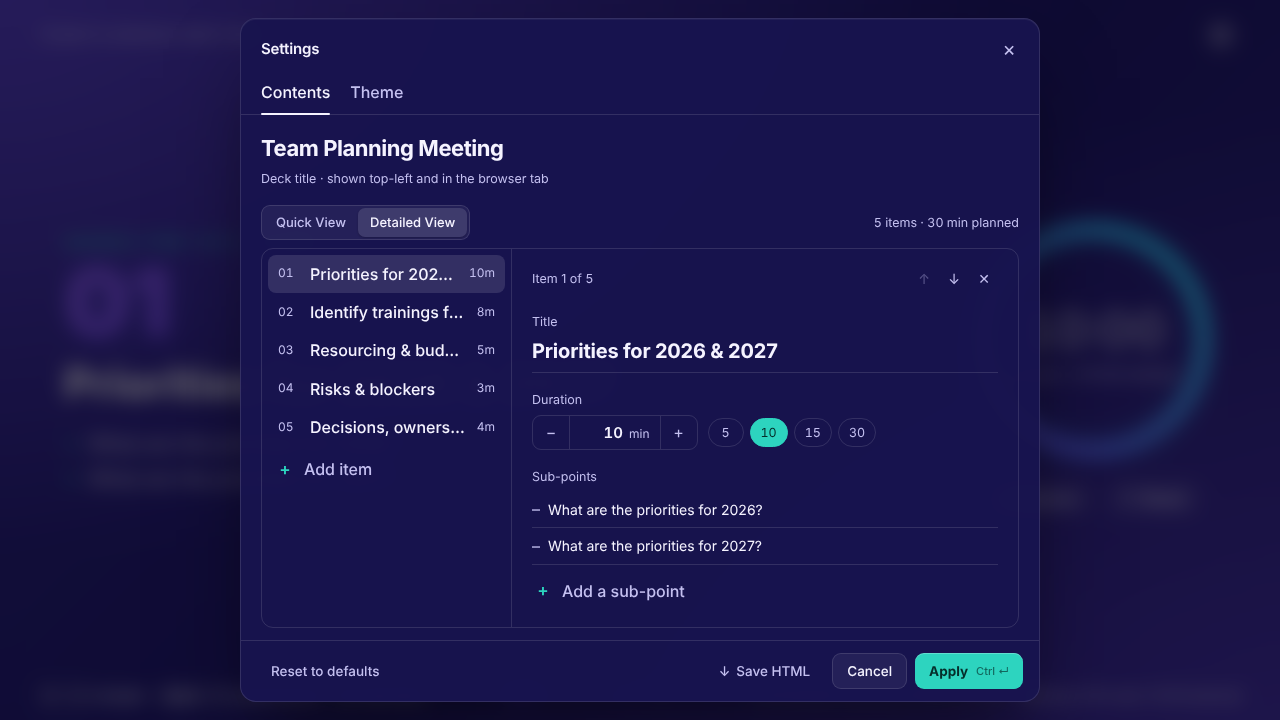 Settings
×
Contents Theme
Team Planning Meeting
Deck title · shown top-left and in the browser tab
Quick View Detailed View
5 items · 30 min planned
01 Priorities for 202... 10m
02 Identify trainings f... 8m
03 Resourcing & bud... 5m
04 Risks & blockers 3m
05 Decisions, owners... 4m
+ Add item
Item 1 of 5 ↑ ↓ ×
Title
Priorities for 2026 & 2027
Duration
− 10 min + 5 10 15 30
Sub-points
– What are the priorities for 2026?
– What are the priorities for 2027?
+ Add a sub-point
Reset to defaults
↓ Save HTML Cancel Apply Ctrl ↵
01